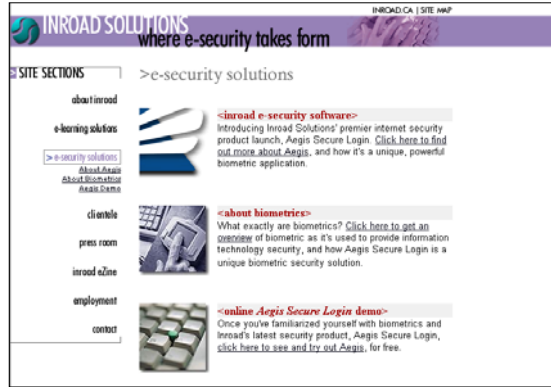 INROAD.CA | SITE MAP
INROAD SOLUTIONS
where e-security takes form
> SITE SECTIONS
about inroad
e-learning solutions
> e-security solutions
About Aegis
About Biometrics
Aegis Demo
clientele
press room
inroad eZine
employment
contact
>e-security solutions
<inroad e-security software>
Introducing Inroad Solutions' premier internet security
product launch, Aegis Secure Login. Click here to find
out more about Aegis, and how it's a unique, powerful
biometric application.
<about biometrics>
What exactly are biometrics? Click here to get an
overview of biometric as it's used to provide information
technology security, and how Aegis Secure Login is a
unique biometric security solution.
<online Aegis Secure Login demo>
Once you've familiarized yourself with biometrics and
Inroad's latest security product, Aegis Secure Login,
click here to see and try out Aegis, for free.